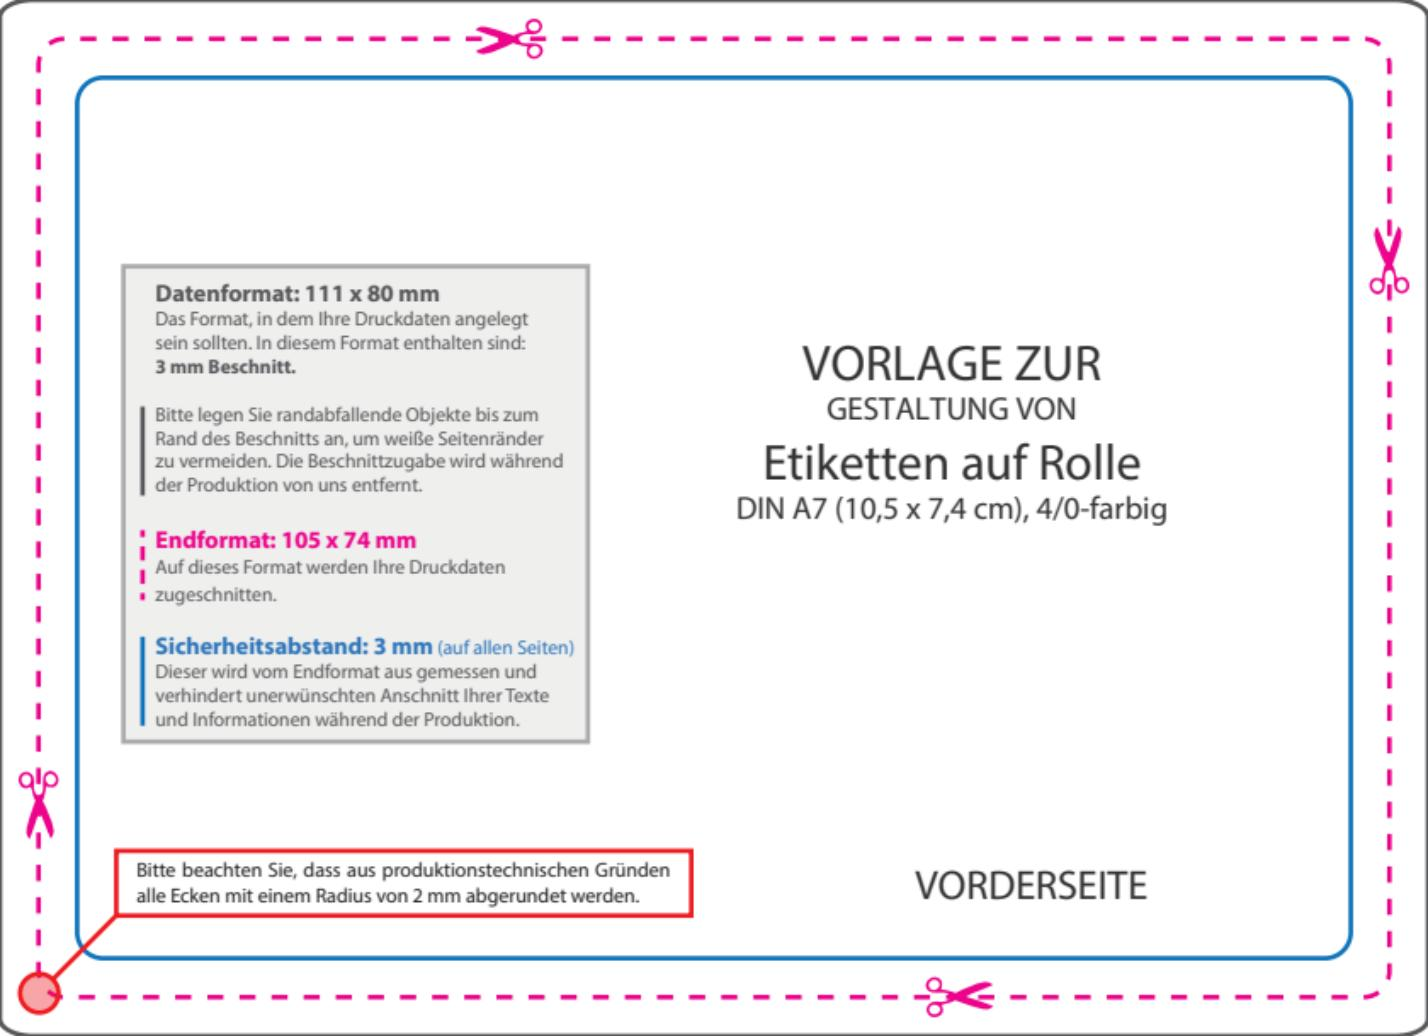 Datenformat: 111 x 80 mm
Das Format, in dem Ihre Druckdaten angelegt
sein sollten. In diesem Format enthalten sind:
3 mm Beschnitt.
Bitte legen Sie randabfallende Objekte bis zum
Rand des Beschnitts an, um weiße Seitenränder
zu vermeiden. Die Beschnittzugabe wird während
der Produktion von uns entfernt.
Endformat: 105 x 74 mm
Auf dieses Format werden Ihre Druckdaten
zugeschnitten.
Sicherheitsabstand: 3 mm (auf allen Seiten)
Dieser wird vom Endformat aus gemessen und
verhindert unerwünschten Anschnitt Ihrer Texte
und Informationen während der Produktion.
VORLAGE ZUR
GESTALTUNG VON
Etiketten auf Rolle
DIN A7 (10,5 x 7,4 cm), 4/0-farbig
Bitte beachten Sie, dass aus produktionstechnischen Gründen
alle Ecken mit einem Radius von 2 mm abgerundet werden.
VORDERSEITE